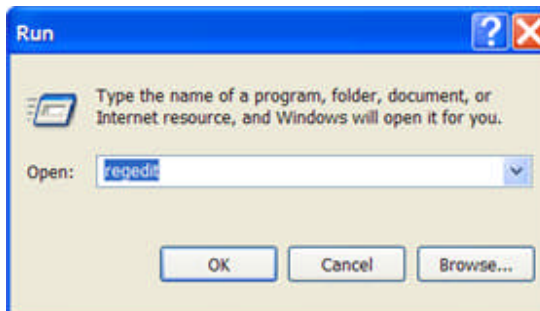 Run
?
Type the name of a program, folder, document, or
Internet resource, and Windows will open it for you.
Open: regedit
OK Cancel Browse...